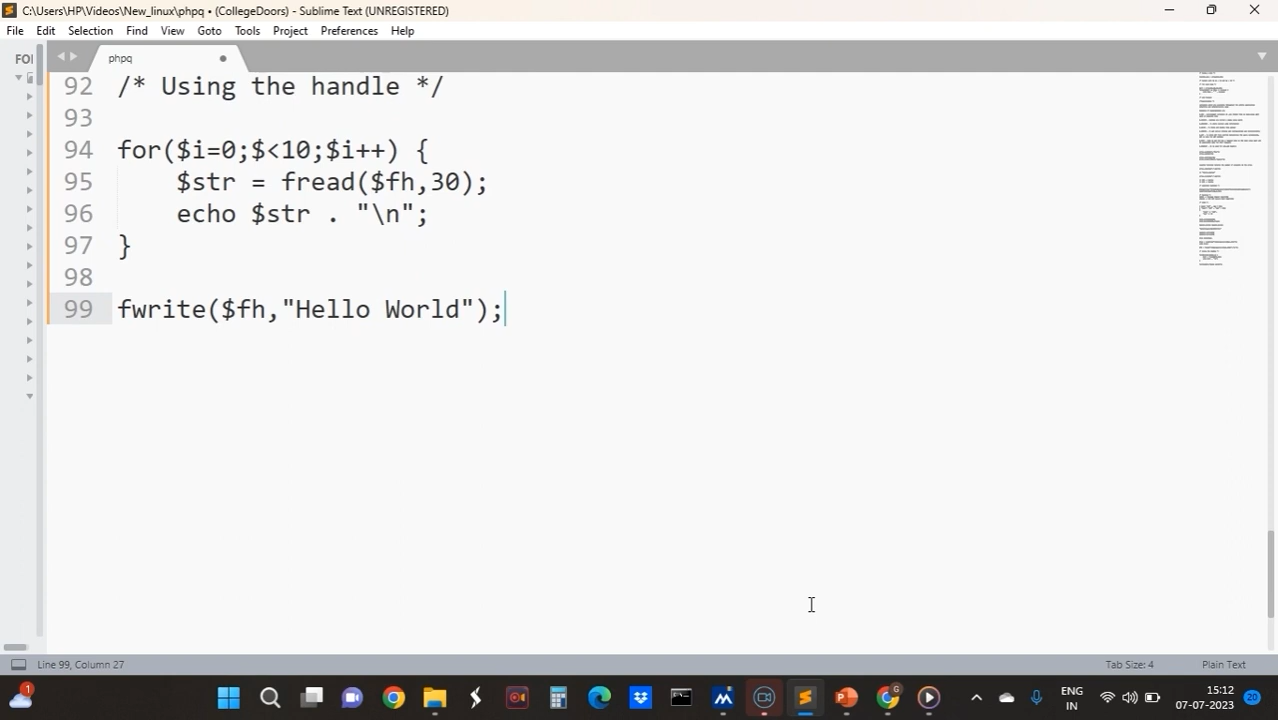 C:\Users\HP\Videos\New_linux\phpq • (CollegeDoors) - Sublime Text (UNREGISTERED)
File Edit Selection View Goto Tools Project Preferences Help
FOI
phpq
92 /* Using the handle */
93
94 for($i=0;$<10;$i++) {
95 $str = fread($fh,30);
96 echo $str . "\n";
97 }
98
99 fwrite($fh,"Hello World");
Line 99, Column 27 Tab Size: 4 Plain Text
1 ENG 15:12
IN 07-07-2023 20